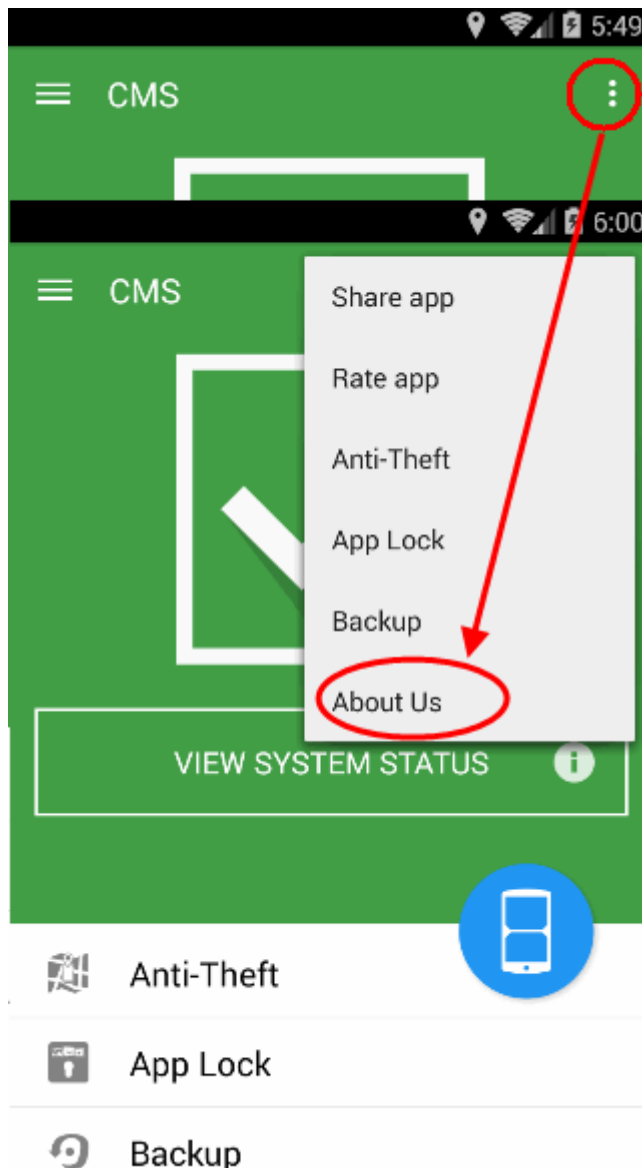 5:49
CMS
6:00
CMS
Share app
Rate app
Anti-Theft
App Lock
Backup
About Us
VIEW SYSTEM STATUS
Anti-Theft
App Lock
Backup